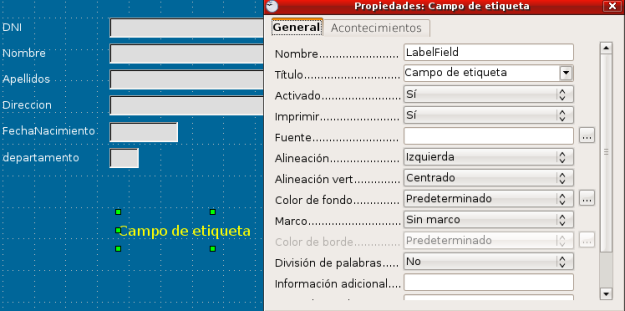 DNI
Nombre
Apellidos
Direccion
FechaNacimiento
departamento
Campo de etiqueta
Propiedades: Campo de etiqueta
General Acontecimientos
Nombre LabelField
Título Campo de etiqueta
Activado Sí
Imprimir Sí
Fuente ...
Alineación Izquierda
Alineación vert Centrado
Color de fondo Predeterminado ...
Marco Sin marco
Color de borde Predeterminado ...
División de palabras No
Información adicional